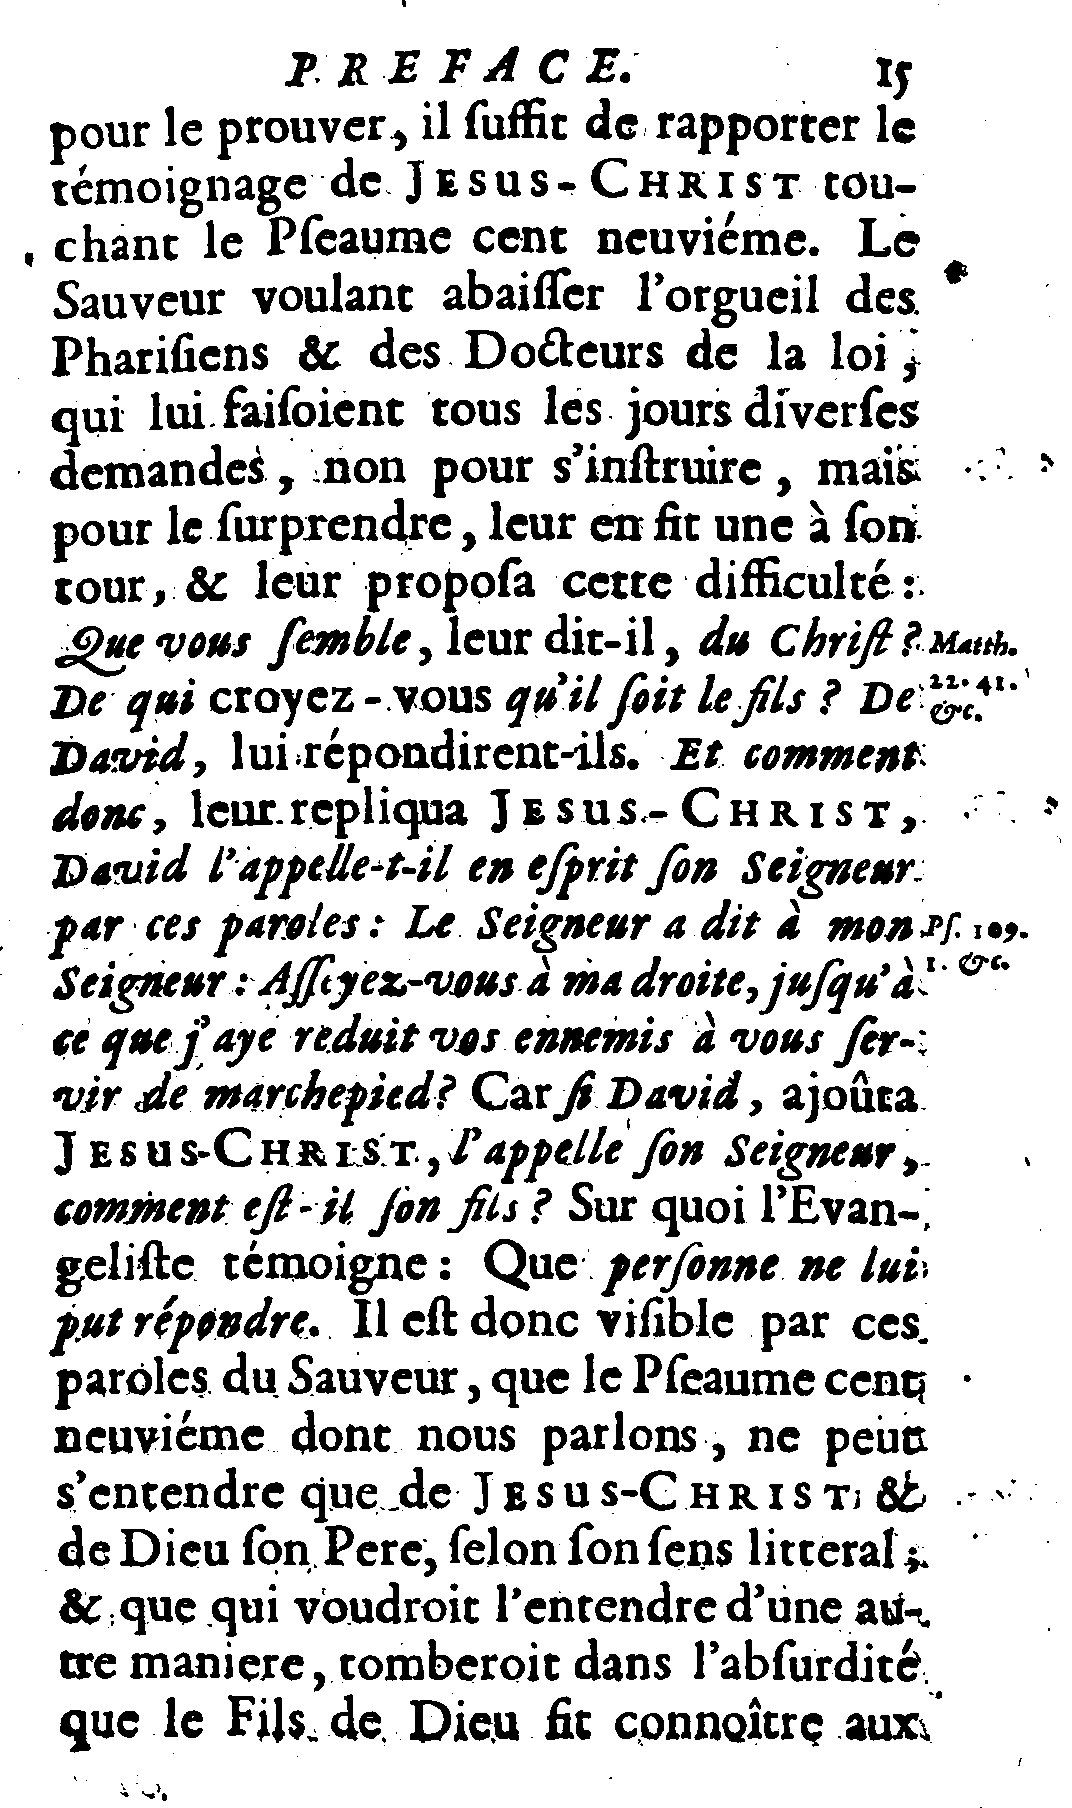 PREFACE. 15
pour le prouver, il ſuffit de rapporter le
témoignage de JESUS-CHRIST tou-
chant le Pſeaume cent neuviéme. Le
Sauveur voulant abaiſſer l'orgueil des
Phariſiens & des Docteurs de la loi,
qui lui faiſoient tous les jours diverſes
demandes, non pour s'inſtruire, mais
pour le ſurprendre, leur en fit une à ſon
tour, & leur propoſa cette difficulté:
Que vous ſemble, leur dit-il, du Chriſt? Matth.
De qui croyez-vous qu'il ſoit le fils? De 22. 41.
&c.
David, lui répondirent-ils. Et comment
donc, leur repliqua JESUS-CHRIST,
David l'appelle-t-il en eſprit ſon Seigneur
par ces paroles: Le Seigneur a dit à mon Pſ. 109.
Seigneur: Aſſeyez-vous à ma droite, juſqu'à 1. &c.
ce que j'aye reduit vos ennemis à vous ſer-
vir de marchepied? Car ſi David, ajoûta
JESUS-CHRIST, l'appelle ſon Seigneur,
comment eſt-il ſon fils? Sur quoi l'Evan-
geliſte témoigne: Que perſonne ne lui
put répondre. Il eſt donc viſible par ces
paroles du Sauveur, que le Pſeaume cent
neuviéme dont nous parlons, ne peut
s'entendre que de JESUS-CHRIST &
de Dieu ſon Pere, ſelon ſon ſens litteral;
& que qui voudroit l'entendre d'une au-
tre maniere, tomberoit dans l'abſurdité
que le Fils de Dieu fit connoître aux